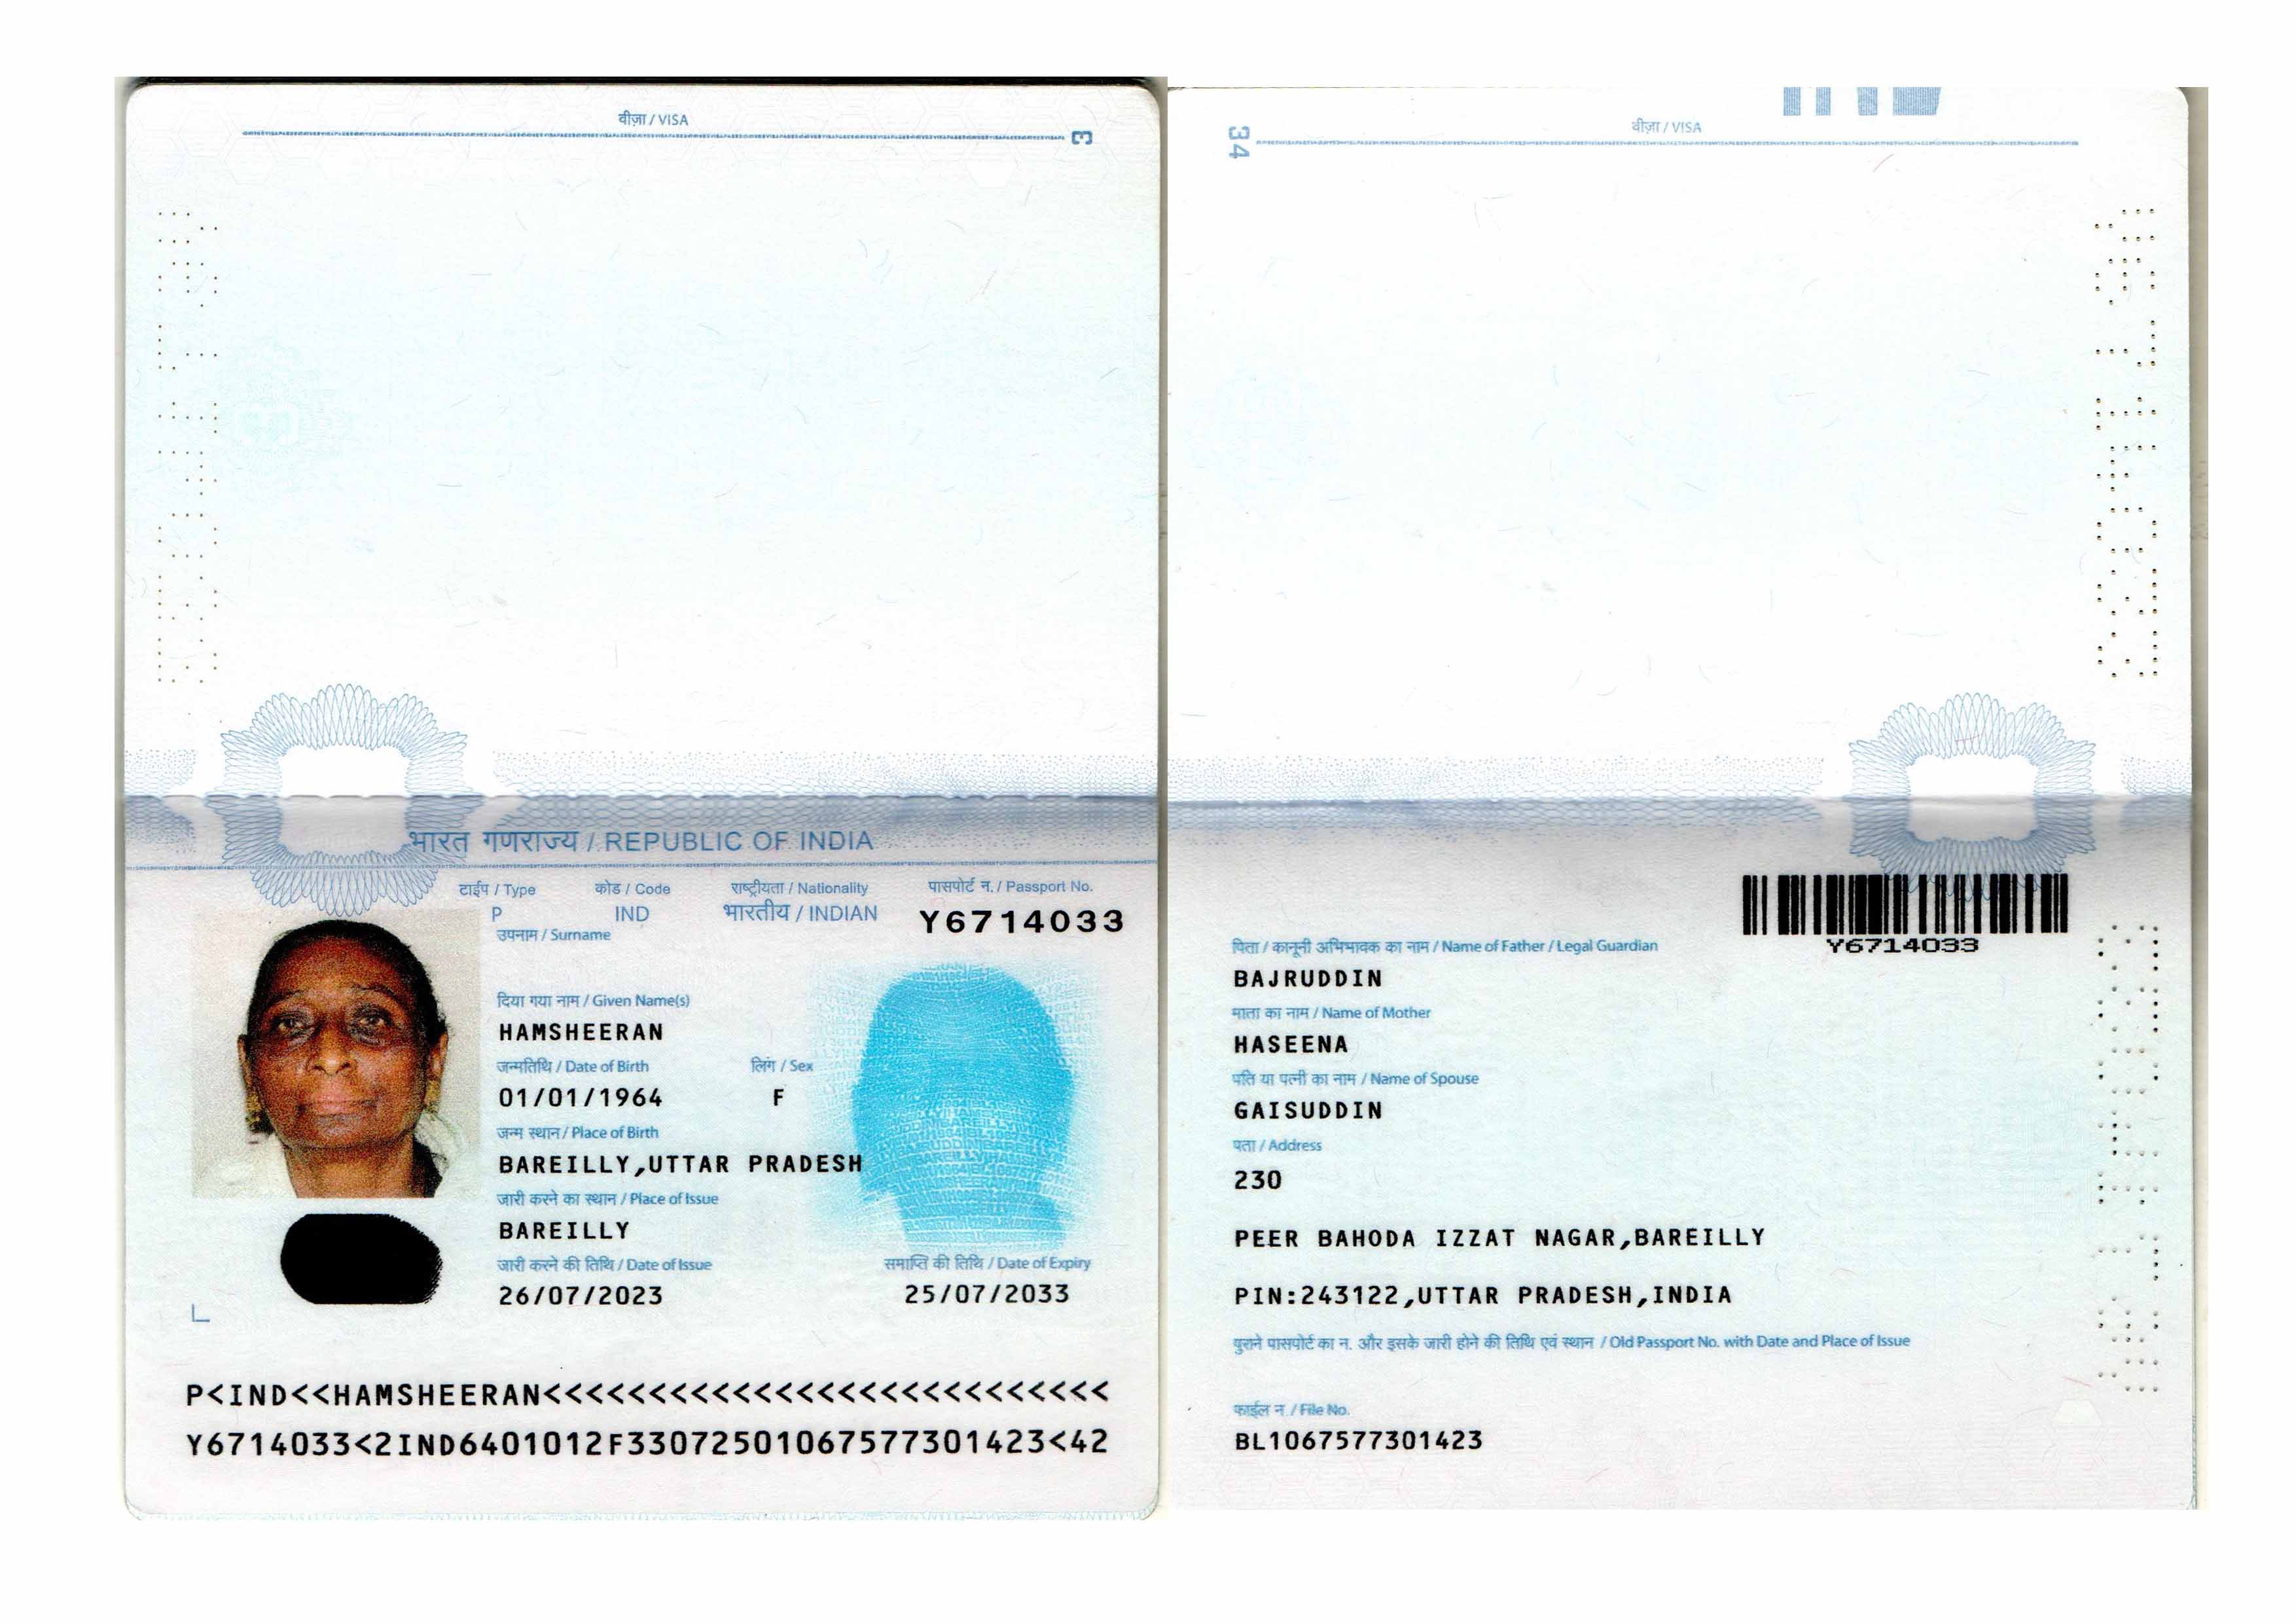 वीज़ा / VISA
3
भारत गणराज्य / REPUBLIC OF INDIA
टाईप / Type
कोड / Code
राष्ट्रीयता / Nationality
पासपोर्ट न. / Passport No.
P
IND
भारतीय / INDIAN
Y6714033
उपनाम / Surname
दिया गया नाम / Given Name(s)
HAMSHEERAN
जन्मतिथि / Date of Birth
लिंग / Sex
01/01/1964
F
जन्म स्थान / Place of Birth
BAREILLY,UTTAR PRADESH
जारी करने का स्थान / Place of Issue
BAREILLY
जारी करने की तिथि / Date of Issue
समाप्ति की तिथि / Date of Expiry
26/07/2023
25/07/2033
P<IND<<HAMSHEERAN<<<<<<<<<<<<<<<<<<<<<<<<<<<
Y6714033<2IND6401012F33072501067577301423<42
34
वीज़ा / VISA
Y6714033
पिता / कानूनी अभिभावक का नाम / Name of Father / Legal Guardian
BAJRUDDIN
माता का नाम / Name of Mother
HASEENA
पति या पत्नी का नाम / Name of Spouse
GAISUDDIN
पता / Address
230
PEER BAHODA IZZAT NAGAR,BAREILLY
PIN:243122,UTTAR PRADESH,INDIA
पुराने पासपोर्ट का न. और इसके जारी होने की तिथि एवं स्थान / Old Passport No. with Date and Place of Issue
फाईल न. / File No.
BL1067577301423